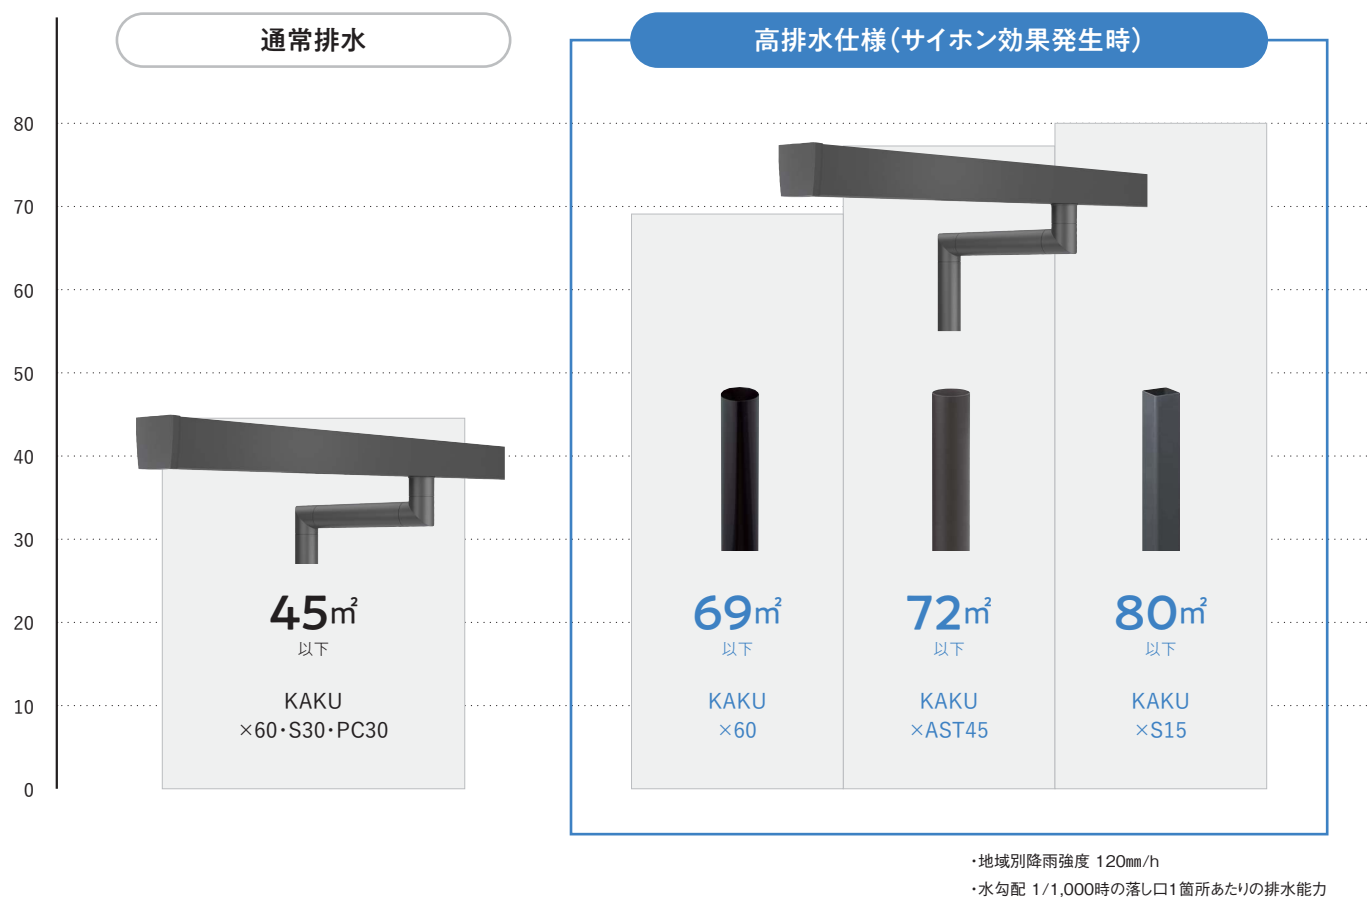 通常排水
高排水仕様（サイホン効果発生時）
80
70
60
50
40
30
20
10
0
45㎡
以下
KAKU
×60・S30・PC30
69㎡
以下
KAKU
×60
72㎡
以下
KAKU
×AST45
80㎡
以下
KAKU
×S15
・地域別降雨強度 120㎜/h
・水勾配 1/1,000時の落し口1箇所あたりの排水能力